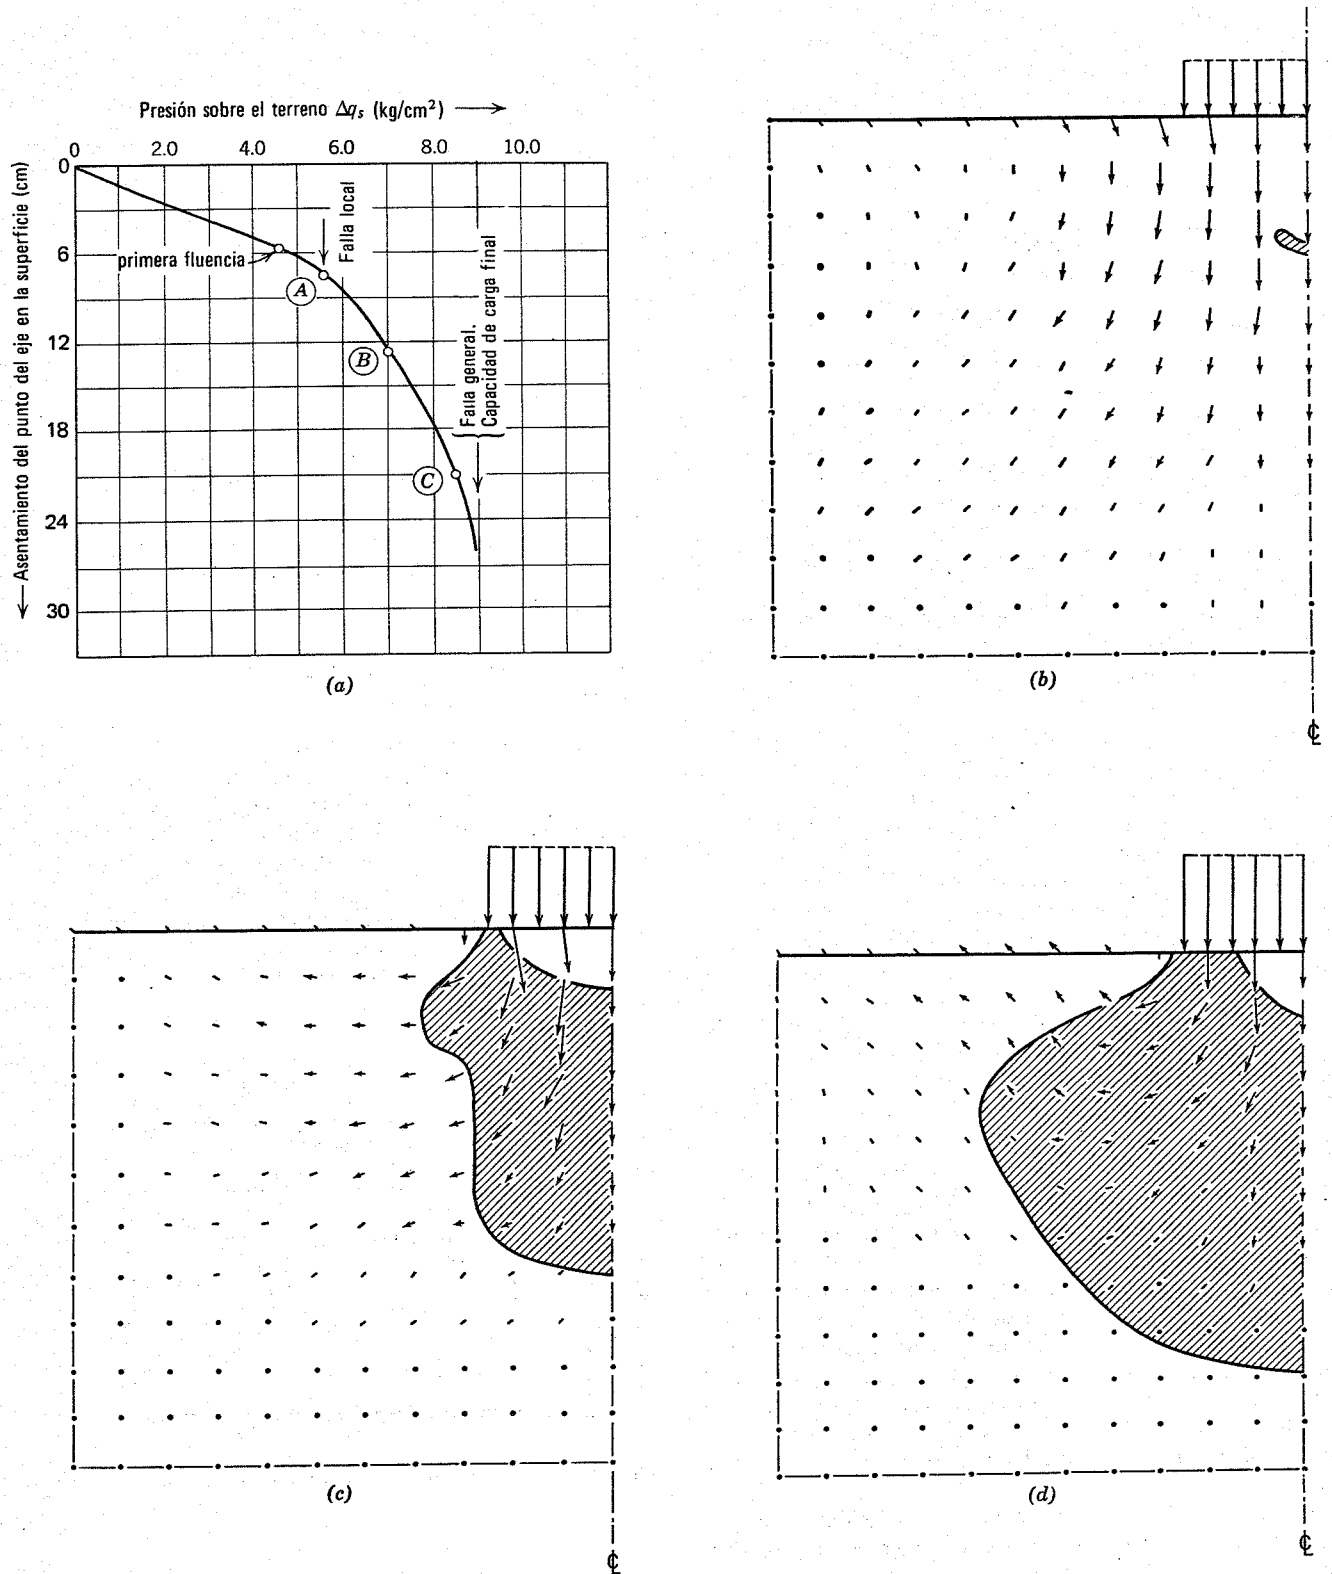 Presión sobre el terreno Δqs (kg/cm²)
0 2.0 4.0 6.0 8.0 10.0
0
6
12
18
24
30
Asentamiento del punto del eje en la superficie (cm)
primera fluencia
Falla local
Falla general.
Capacidad de carga final
A
B
C
(a)
(b)
℄
(c)
℄
(d)
℄